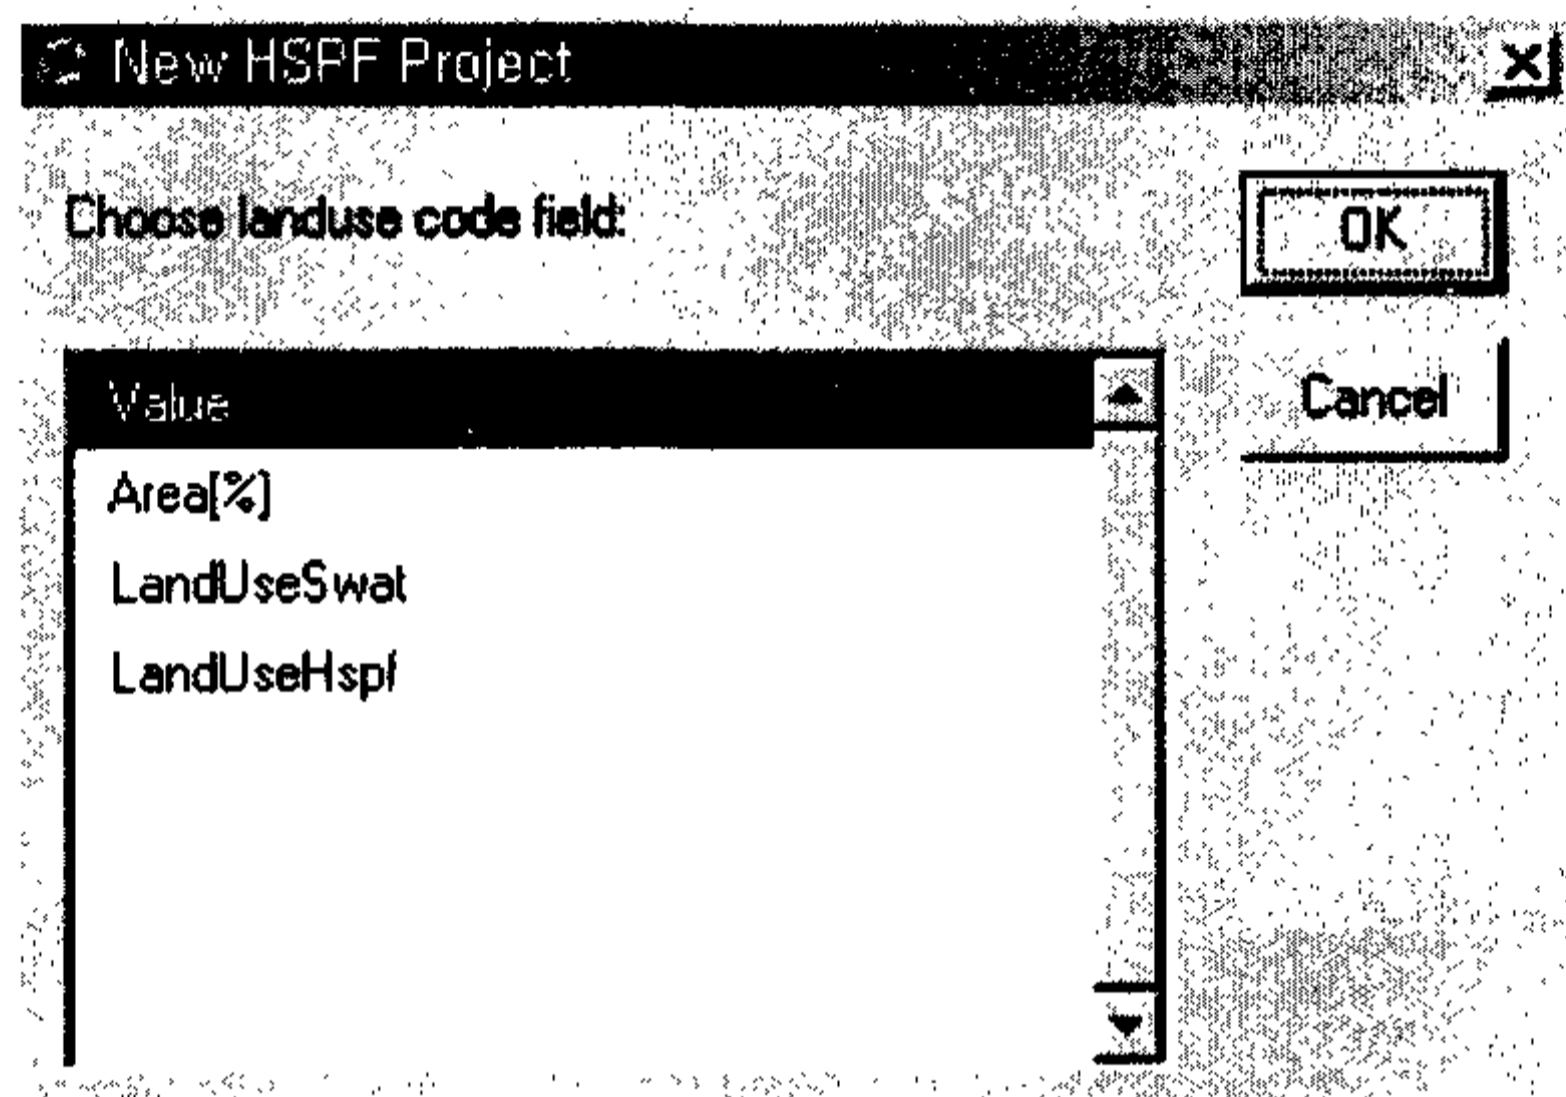 New HSPF Project
Choose landuse code field:
OK
Cancel
Value
Area[%]
LandUseSwat
LandUseHspf